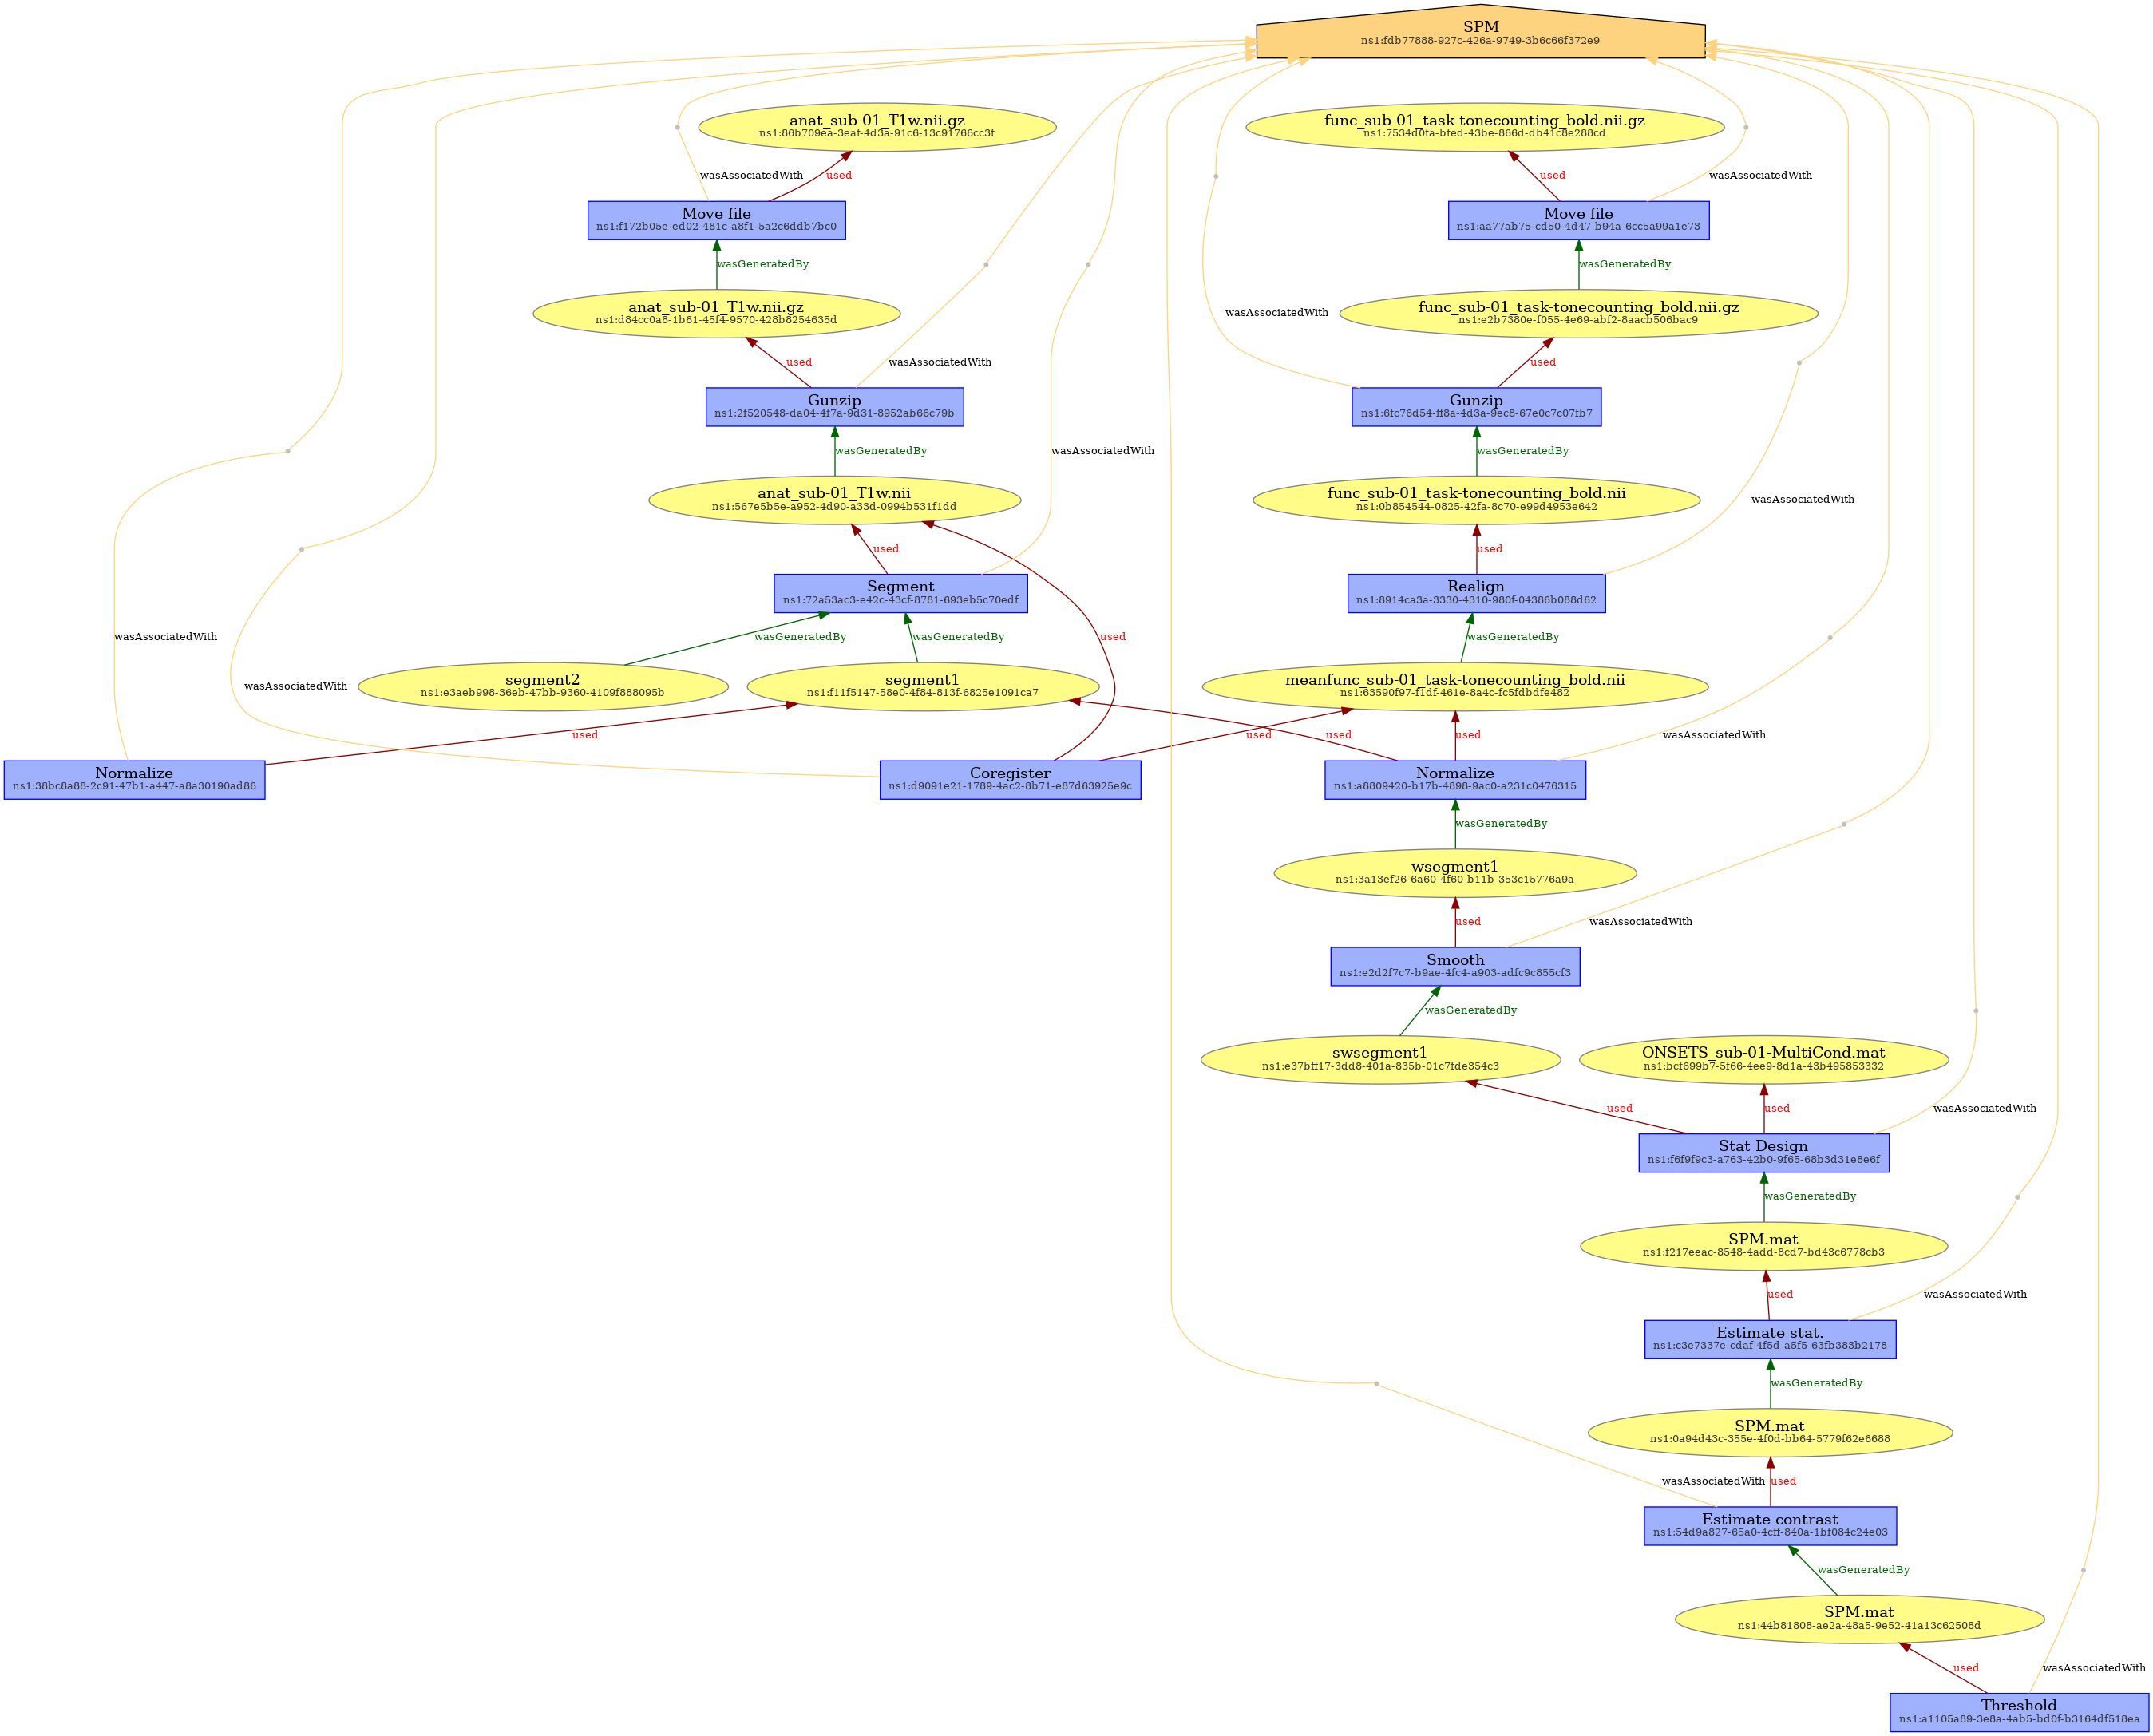 SPM
ns1:fdb77888-927c-426a-9749-3b6c66f372e9
anat_sub-01_T1w.nii.gz
ns1:86b709ea-3eaf-4d3a-91c6-13c91766cc3f
func_sub-01_task-tonecounting_bold.nii.gz
ns1:7534d0fa-bfed-43be-866d-db41c8e288cd
wasAssociatedWith
used
used
wasAssociatedWith
Move file
ns1:f172b05e-ed02-481c-a8f1-5a2c6ddb7bc0
Move file
ns1:aa77ab75-cd50-4d47-b94a-6cc5a99a1e73
wasGeneratedBy
wasGeneratedBy
anat_sub-01_T1w.nii.gz
ns1:d84cc0a8-1b61-45f4-9570-428b8254635d
wasAssociatedWith
func_sub-01_task-tonecounting_bold.nii.gz
ns1:e2b7380e-f055-4e69-abf2-8aacb506bac9
used
wasAssociatedWith
used
Gunzip
ns1:2f520548-da04-4f7a-9d31-8952ab66c79b
Gunzip
ns1:6fc76d54-ff8a-4d3a-9ec8-67e0c7c07fb7
wasGeneratedBy
wasAssociatedWith
wasGeneratedBy
anat_sub-01_T1w.nii
ns1:567e5b5e-a952-4d90-a33d-0994b531f1dd
func_sub-01_task-tonecounting_bold.nii
ns1:0b854544-0825-42fa-8c70-e99d4953e642
wasAssociatedWith
used
used
Segment
ns1:72a53ac3-e42c-43cf-8781-693eb5c70edf
Realign
ns1:8914ca3a-3330-4310-980f-04386b088d62
wasAssociatedWith
wasGeneratedBy
wasGeneratedBy
used
wasGeneratedBy
wasAssociatedWith
segment2
ns1:e3aeb998-36eb-47bb-9360-4109f888095b
segment1
ns1:f11f5147-58e0-4f84-813f-6825e1091ca7
meanfunc_sub-01_task-tonecounting_bold.nii
ns1:63590f97-f1df-461e-8a4c-fc5fdbdfe482
used
used
used
used
wasAssociatedWith
Normalize
ns1:38bc8a88-2c91-47b1-a447-a8a30190ad86
Coregister
ns1:d9091e21-1789-4ac2-8b71-e87d63925e9c
Normalize
ns1:a8809420-b17b-4898-9ac0-a231c0476315
wasGeneratedBy
wsegment1
ns1:3a13ef26-6a60-4f60-b11b-353c15776a9a
used
wasAssociatedWith
Smooth
ns1:e2d2f7c7-b9ae-4fc4-a903-adfc9c855cf3
wasGeneratedBy
swsegment1
ns1:e37bff17-3dd8-401a-835b-01c7fde354c3
ONSETS_sub-01-MultiCond.mat
ns1:bcf699b7-5f66-4ee9-8d1a-43b495853332
used
used
wasAssociatedWith
Stat Design
ns1:f6f9f9c3-a763-42b0-9f65-68b3d31e8e6f
wasGeneratedBy
SPM.mat
ns1:f217eeac-8548-4add-8cd7-bd43c6778cb3
used
wasAssociatedWith
Estimate stat.
ns1:c3e7337e-cdaf-4f5d-a5f5-63fb383b2178
wasGeneratedBy
SPM.mat
ns1:0a94d43c-355e-4f0d-bb64-5779f62e6688
wasAssociatedWith
used
Estimate contrast
ns1:54d9a827-65a0-4cff-840a-1bf084c24e03
wasGeneratedBy
SPM.mat
ns1:44b81808-ae2a-48a5-9e52-41a13c62508d
used
wasAssociatedWith
Threshold
ns1:a1105a89-3e8a-4ab5-bd0f-b3164df518ea